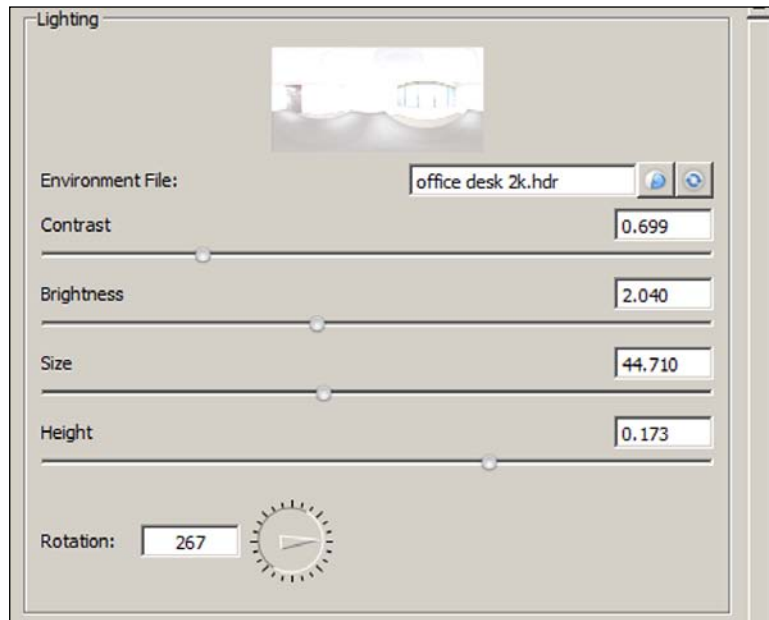 Lighting
Environment File: office desk 2k.hdr
Contrast 0.699
Brightness 2.040
Size 44.710
Height 0.173
Rotation: 267